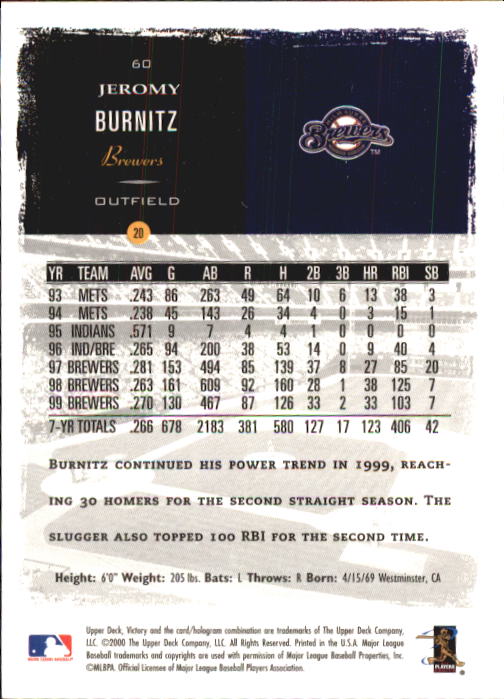 60
JEROMY
BURNITZ
Brewers
OUTFIELD
20
Brewers
TM
YR TEAM AVG G AB R H 2B 3B HR RBI SB
93 METS .243 86 263 49 64 10 6 13 38 3
94 METS .238 45 143 26 34 4 0 3 15 1
95 INDIANS .571 9 7 4 4 1 0 0 0 0
96 IND/BRE .265 94 200 38 53 14 0 9 40 4
97 BREWERS .281 153 494 85 139 37 8 27 85 20
98 BREWERS .263 161 609 92 160 28 1 38 125 7
99 BREWERS .270 130 467 87 126 33 2 33 103 7
7-YR TOTALS .266 678 2183 381 580 127 17 123 406 42
BURNITZ CONTINUED HIS POWER TREND IN 1999, REACH-
ING 30 HOMERS FOR THE SECOND STRAIGHT SEASON. THE
SLUGGER ALSO TOPPED 100 RBI FOR THE SECOND TIME.
Height: 6'0" Weight: 205 lbs. Bats: L Throws: R Born: 4/15/69 Westminster, CA
Upper Deck, Victory and the card/hologram combination are trademarks of The Upper Deck Company,
LLC. ©2000 The Upper Deck Company, LLC. All Rights Reserved. Printed in the U.S.A. Major League
Baseball trademarks and copyrights are used with permission of Major League Baseball Properties, Inc.
©MLBPA. Official Licensee of Major League Baseball Players Association.
MAJOR LEAGUE BASEBALL
PLAYERS